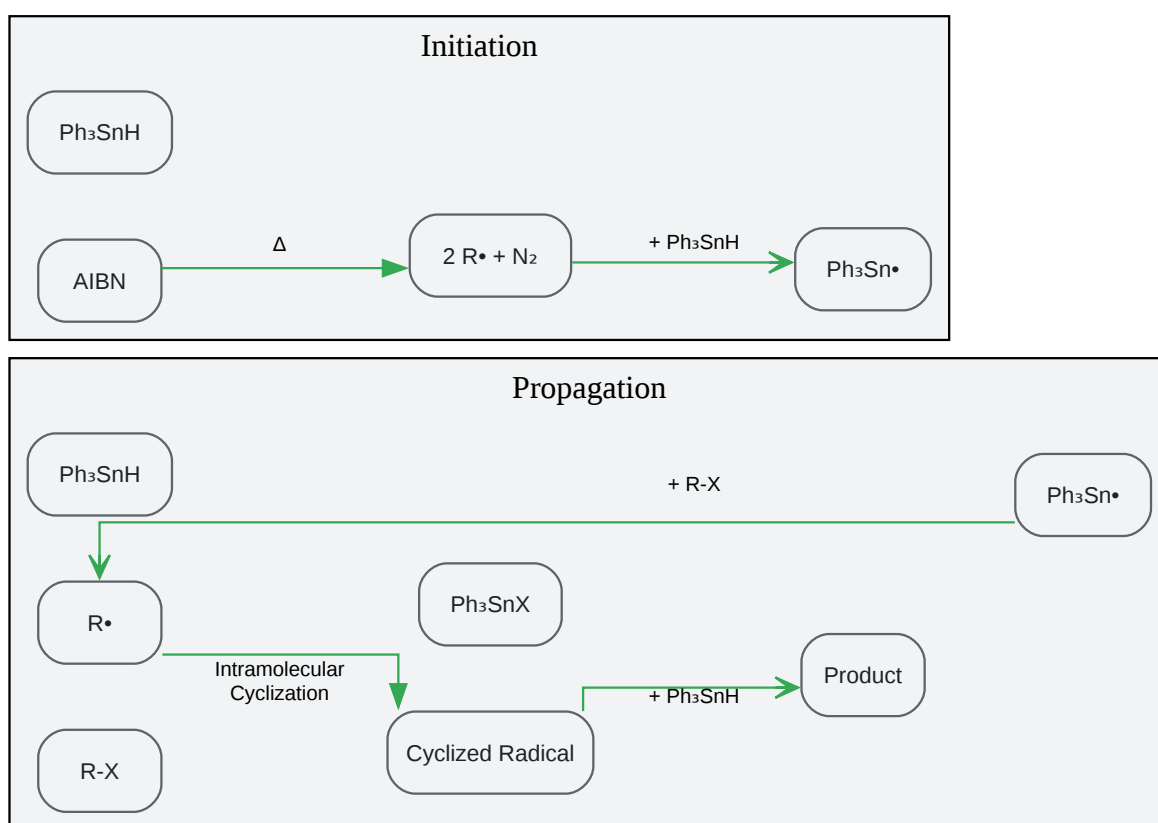 Initiation
Ph₃SnH
AIBN
Δ
2 R• + N₂
+ Ph₃SnH
Ph₃Sn•
Propagation
Ph₃SnH
+ R-X
Ph₃Sn•
R•
Intramolecular
Cyclization
Ph₃SnX
Cyclized Radical
+ Ph₃SnH
Product
R-X